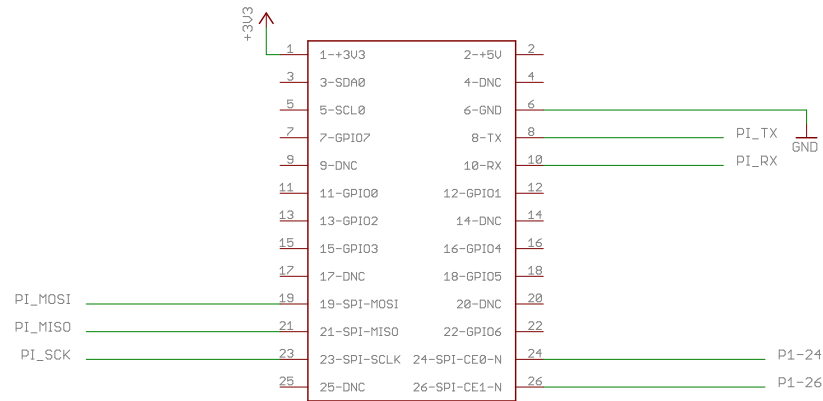 +3V3
1 1-+3V3 2-+5V 2
3 3-SDA0 4-DNC 4
5 5-SCL0 6-GND 6
7 7-GPIO7 8-TX 8 PI_TX
GND
9 9-DNC 10-RX 10 PI_RX
11 11-GPIO0 12-GPIO1 12
13 13-GPIO2 14-DNC 14
15 15-GPIO3 16-GPIO4 16
17 17-DNC 18-GPIO5 18
PI_MOSI 19 19-SPI-MOSI 20-DNC 20
PI_MISO 21 21-SPI-MISO 22-GPIO6 22
PI_SCK 23 23-SPI-SCLK 24-SPI-CE0-N 24 P1-24
25 25-DNC 26-SPI-CE1-N 26 P1-26